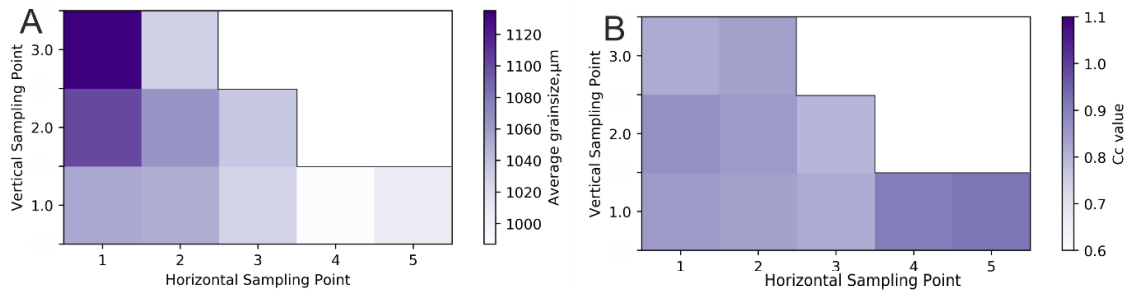 A
Vertical Sampling Point
3.0
2.0
1.0
1 2 3 4 5
Horizontal Sampling Point
1120
1100
1080
1060
1040
1020
1000
Average grainsize,µm
B
Vertical Sampling Point
3.0
2.0
1.0
1 2 3 4 5
Horizontal Sampling Point
1.1
1.0
0.9
0.8
0.7
0.6
Cc value